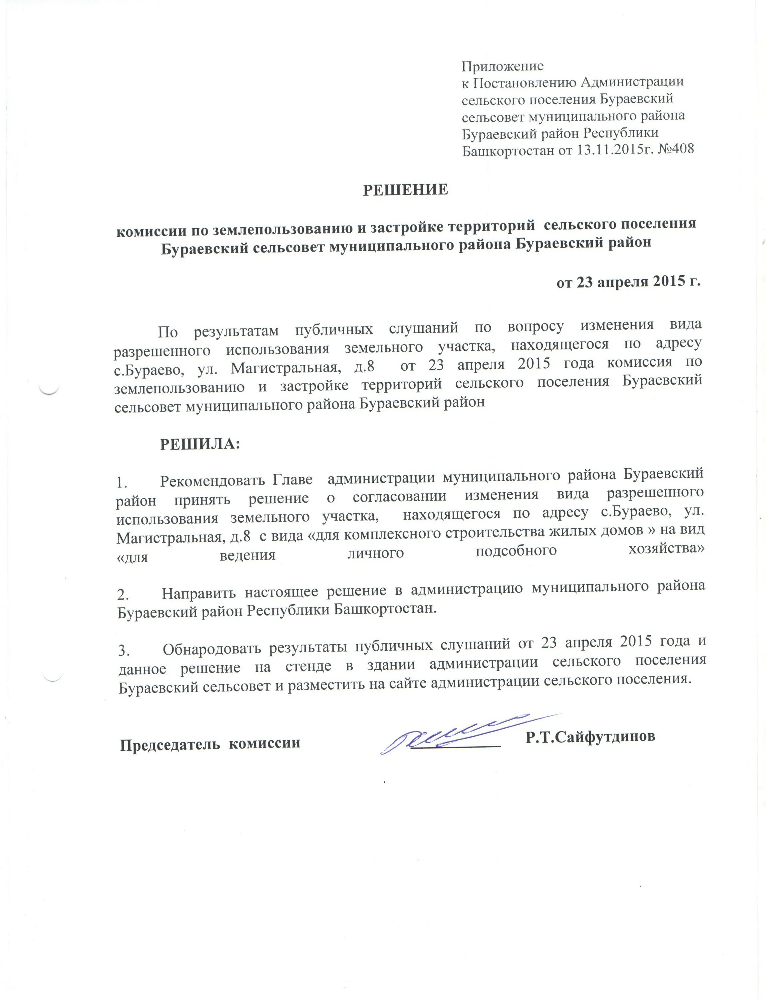 Приложение
к Постановлению Администрации
сельского поселения Бураевский
сельсовет муниципального района
Бураевский район Республики
Башкортостан от 13.11.2015г. №408
РЕШЕНИЕ
комиссии по землепользованию и застройке территорий сельского поселения
Бураевский сельсовет муниципального района Бураевский район
от 23 апреля 2015 г.
По результатам публичных слушаний по вопросу изменения вида
разрешенного использования земельного участка, находящегося по адресу
с.Бураево, ул. Магистральная, д.8 от 23 апреля 2015 года комиссия по
землепользованию и застройке территорий сельского поселения Бураевский
сельсовет муниципального района Бураевский район
РЕШИЛА:
1. Рекомендовать Главе администрации муниципального района Бураевский
район принять решение о согласовании изменения вида разрешенного
использования земельного участка, находящегося по адресу с.Бураево, ул.
Магистральная, д.8 с вида «для комплексного строительства жилых домов » на вид
«для ведения личного подсобного хозяйства»
2. Направить настоящее решение в администрацию муниципального района
Бураевский район Республики Башкортостан.
3. Обнародовать результаты публичных слушаний от 23 апреля 2015 года и
данное решение на стенде в здании администрации сельского поселения
Бураевский сельсовет и разместить на сайте администрации сельского поселения.
Председатель комиссии Р.Т.Сайфутдинов